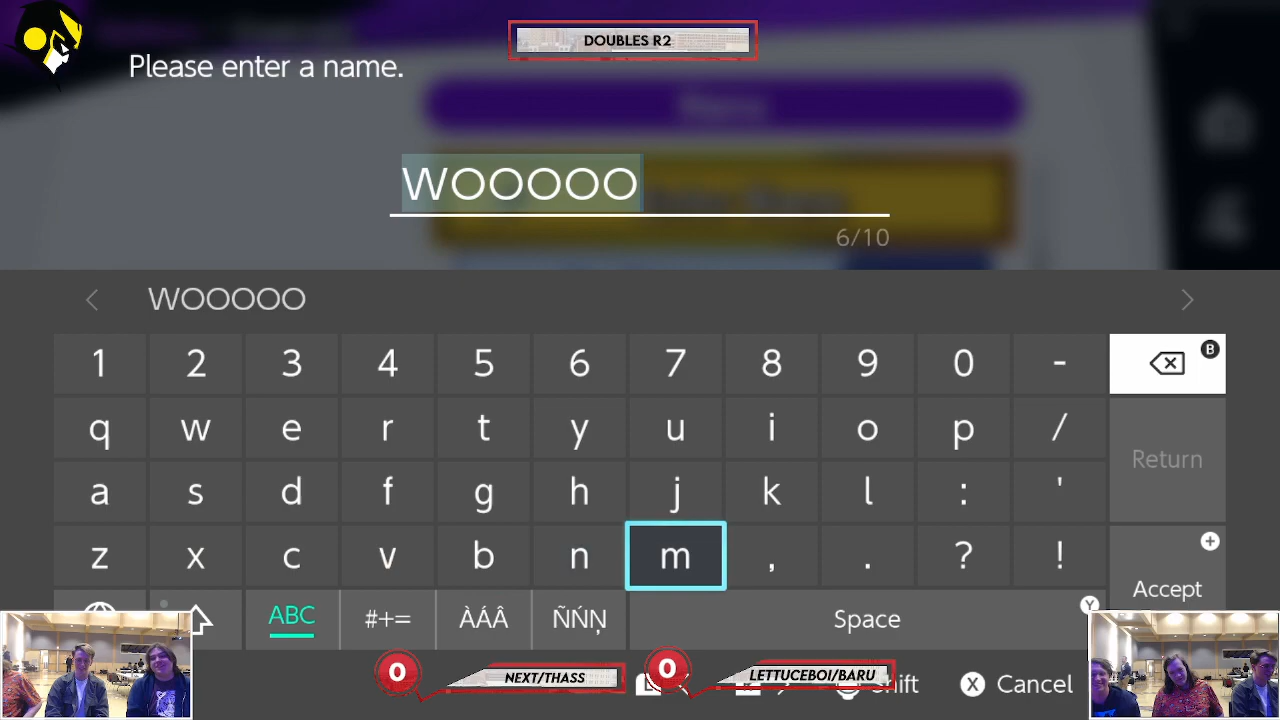 DOUBLES R2
Please enter a name.
WOOOOO
6/10
WOOOOO
1 2 3 4 5 6 7 8 9 0 -
B
q w e r t y u i o p /
Return
a s d f g h j k l : '
z x c v b n m , . ? !
+
Accept
ABC #+= ÀÁÂ ÑŃŅ Space
Y
0 NEXT/THASS
0 LETTUCEBOI/BARU
Shift
X Cancel